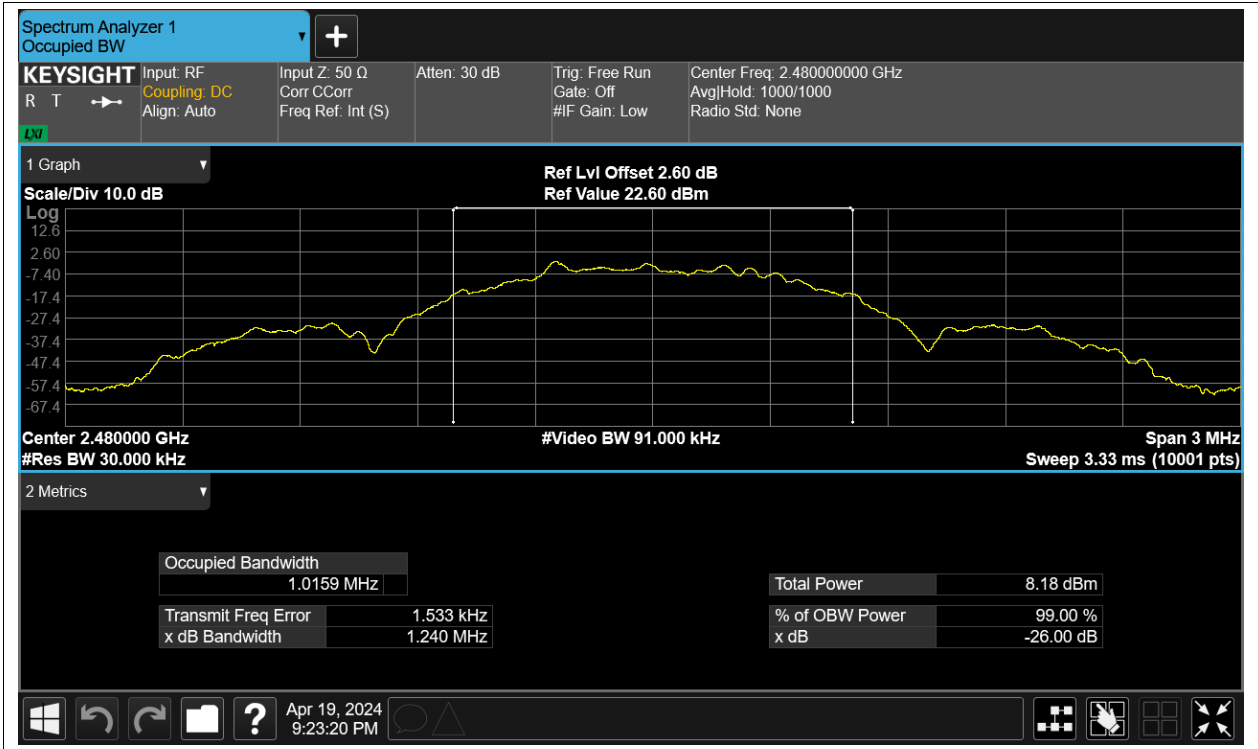 Spectrum Analyzer 1
Occupied BW
KEYSIGHT
R T
LXI
Input: RF
Coupling: DC
Align: Auto
Input Z: 50 Ω
Corr CCorr
Freq Ref: Int (S)
Atten: 30 dB
Trig: Free Run
Gate: Off
#IF Gain: Low
Center Freq: 2.480000000 GHz
Avg|Hold: 1000/1000
Radio Std: None
1 Graph
Scale/Div 10.0 dB
Ref Lvl Offset 2.60 dB
Ref Value 22.60 dBm
Log
12.6
2.60
-7.40
-17.4
-27.4
-37.4
-47.4
-57.4
-67.4
Center 2.480000 GHz
#Res BW 30.000 kHz
#Video BW 91.000 kHz
Span 3 MHz
Sweep 3.33 ms (10001 pts)
2 Metrics
Occupied Bandwidth
1.0159 MHz
Transmit Freq Error 1.533 kHz
x dB Bandwidth 1.240 MHz
Total Power 8.18 dBm
% of OBW Power 99.00 %
x dB -26.00 dB
?
Apr 19, 2024
9:23:20 PM